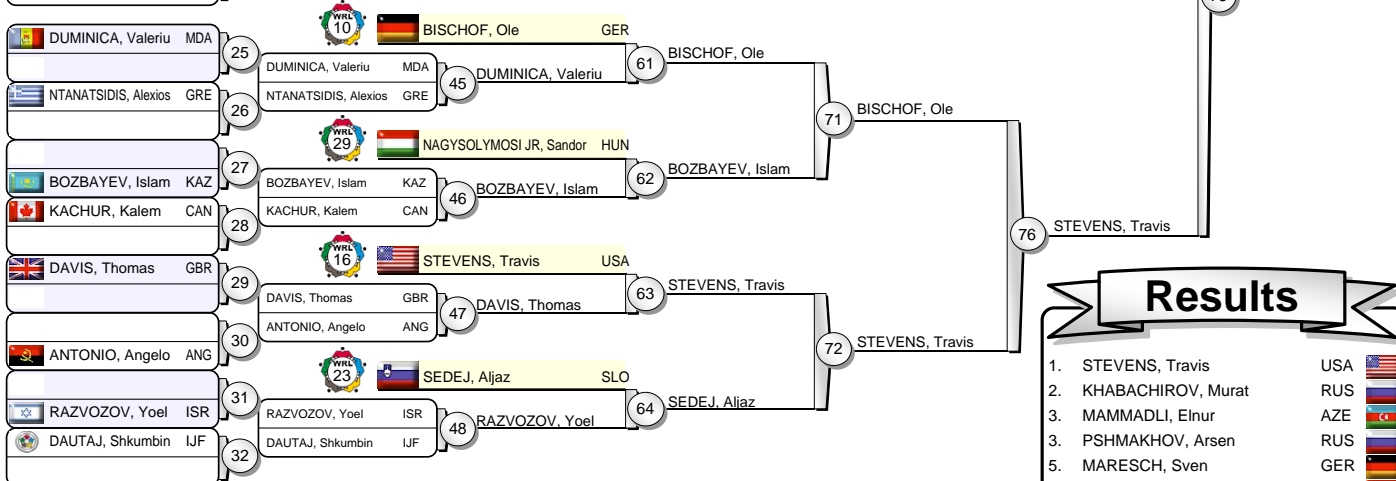 DUMINICA, Valeriu MDA
25
NTANATSIDIS, Alexios GRE
26
27
BOZBAYEV, Islam KAZ
KACHUR, Kalem CAN
28
DAVIS, Thomas GBR
29
30
ANTONIO, Angelo ANG
31
RAZVOZOV, Yoel ISR
DAUTAJ, Shkumbin IJF
32
WRL
10
BISCHOF, Ole GER
DUMINICA, Valeriu MDA
NTANATSIDIS, Alexios GRE
45
DUMINICA, Valeriu
61
BISCHOF, Ole
WRL
29
NAGYSOLYMOSI JR, Sandor HUN
BOZBAYEV, Islam KAZ
KACHUR, Kalem CAN
46
BOZBAYEV, Islam
62
BOZBAYEV, Islam
71
BISCHOF, Ole
WRL
16
STEVENS, Travis USA
DAVIS, Thomas GBR
ANTONIO, Angelo ANG
47
DAVIS, Thomas
63
STEVENS, Travis
WRL
23
SEDEJ, Aljaz SLO
RAZVOZOV, Yoel ISR
DAUTAJ, Shkumbin IJF
48
RAZVOZOV, Yoel
64
SEDEJ, Aljaz
72
STEVENS, Travis
76
STEVENS, Travis
Results
1. STEVENS, Travis USA
2. KHABACHIROV, Murat RUS
3. MAMMADLI, Elnur AZE
3. PSHMAKHOV, Arsen RUS
5. MARESCH, Sven GER